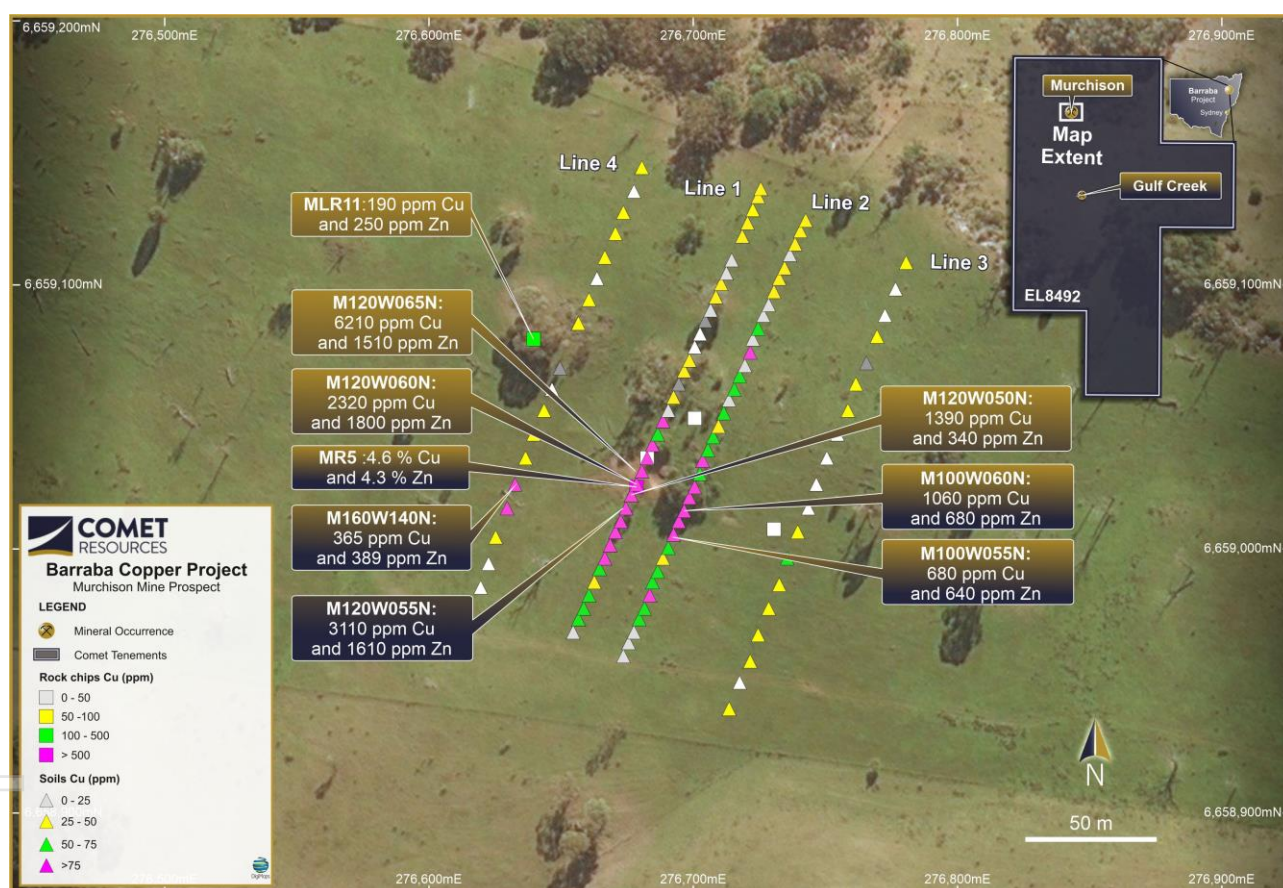 6,659,200mN
276,500mE
276,600mE
276,700mE
276,800mE
276,900mE
Murchison
Map
Extent
Barraba
Project
Sydney
Gulf Creek
EL8492
Line 4
Line 1
Line 2
Line 3
6,659,100mN
6,659,100mN
MLR11 :190 ppm Cu
and 250 ppm Zn
M120W065N:
6210 ppm Cu
and 1510 ppm Zn
M120W060N:
2320 ppm Cu
and 1800 ppm Zn
MR5 :4.6 % Cu
and 4.3 % Zn
M160W140N:
365 ppm Cu
and 389 ppm Zn
M120W055N:
3110 ppm Cu
and 1610 ppm Zn
M120W050N:
1390 ppm Cu
and 340 ppm Zn
M100W060N:
1060 ppm Cu
and 680 ppm Zn
M100W055N:
680 ppm Cu
and 640 ppm Zn
6,659,000mN
COMET
RESOURCES
Barraba Copper Project
Murchison Mine Prospect
LEGEND
Mineral Occurrence
Comet Tenements
Rock chips Cu (ppm)
0 - 50
50 -100
100 - 500
> 500
Soils Cu (ppm)
0 - 25
25 - 50
50 - 75
>75
N
50 m
6,658,900mN
276,600mE
276,700mE
276,800mE
276,900mE